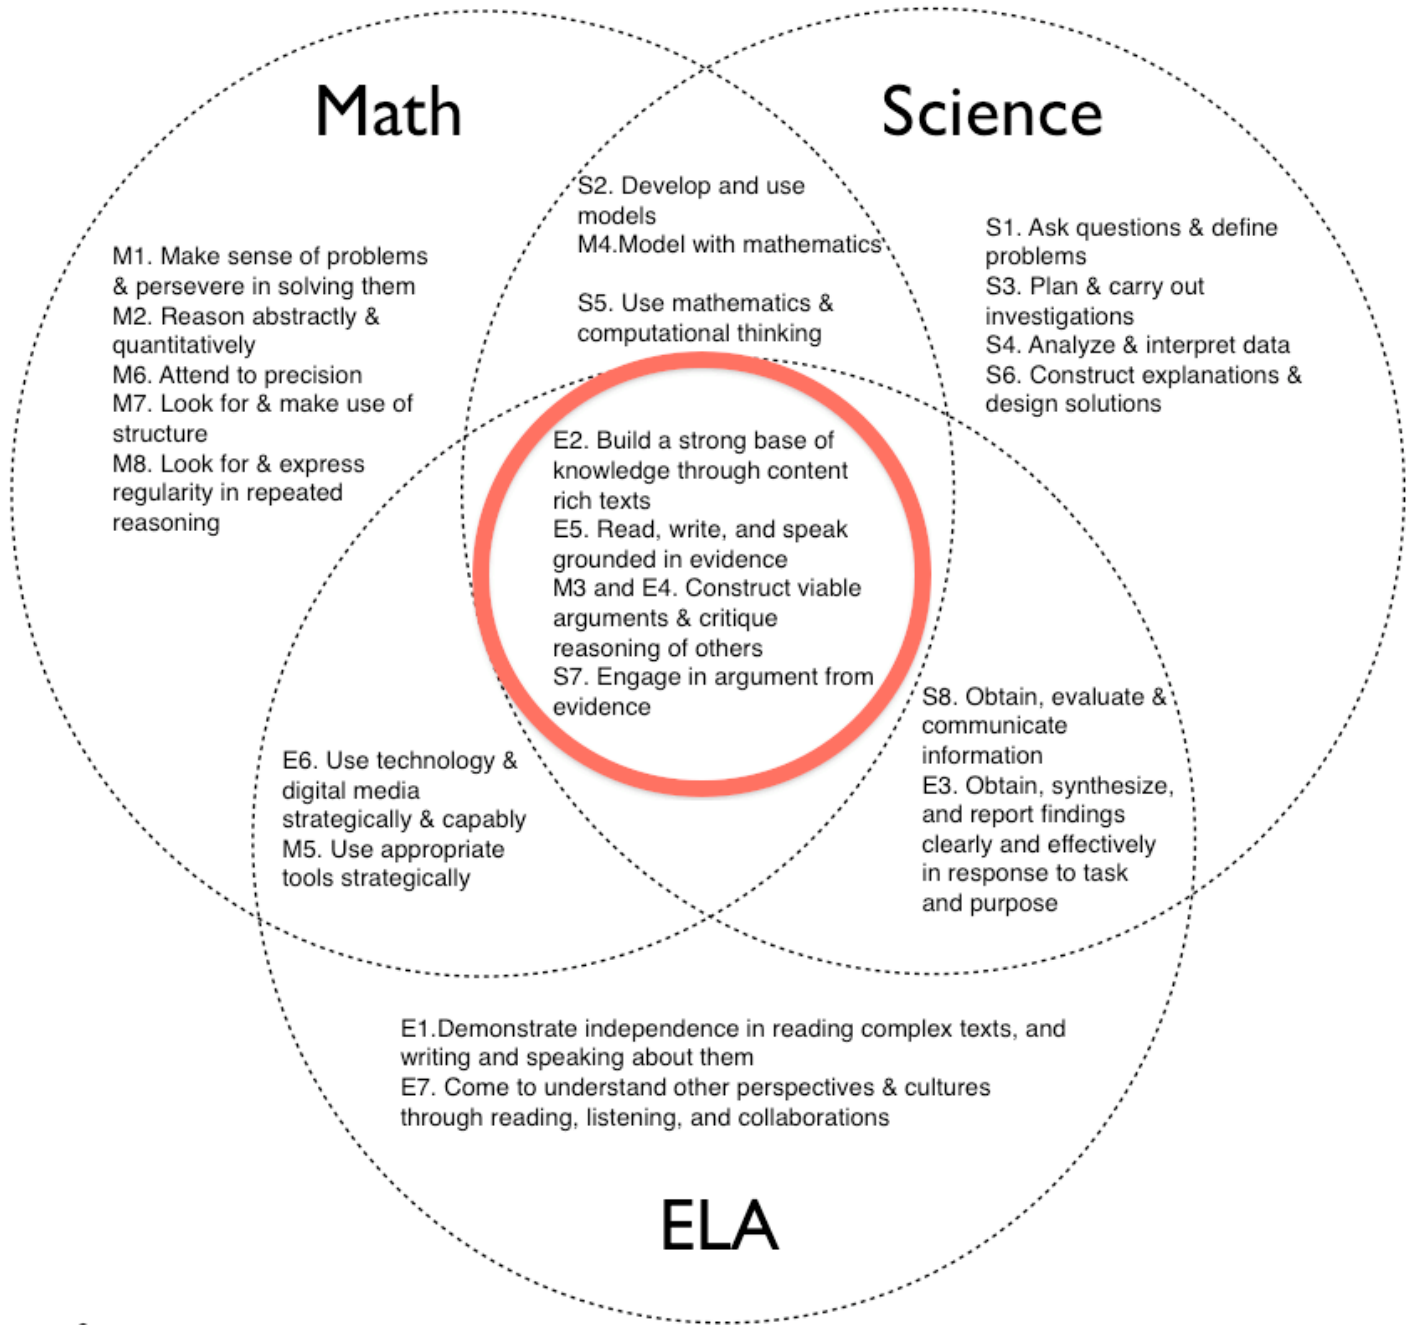 Math
Science
S2. Develop and use
models
M4.Model with mathematics
S5. Use mathematics &
computational thinking
M1. Make sense of problems
& persevere in solving them
M2. Reason abstractly &
quantitatively
M6. Attend to precision
M7. Look for & make use of
structure
M8. Look for & express
regularity in repeated
reasoning
S1. Ask questions & define
problems
S3. Plan & carry out
investigations
S4. Analyze & interpret data
S6. Construct explanations &
design solutions
E2. Build a strong base of
knowledge through content
rich texts
E5. Read, write, and speak
grounded in evidence
M3 and E4. Construct viable
arguments & critique
reasoning of others
S7. Engage in argument from
evidence
E6. Use technology &
digital media
strategically & capably
M5. Use appropriate
tools strategically
S8. Obtain, evaluate &
communicate
information
E3. Obtain, synthesize,
and report findings
clearly and effectively
in response to task
and purpose
E1.Demonstrate independence in reading complex texts, and
writing and speaking about them
E7. Come to understand other perspectives & cultures
through reading, listening, and collaborations
ELA